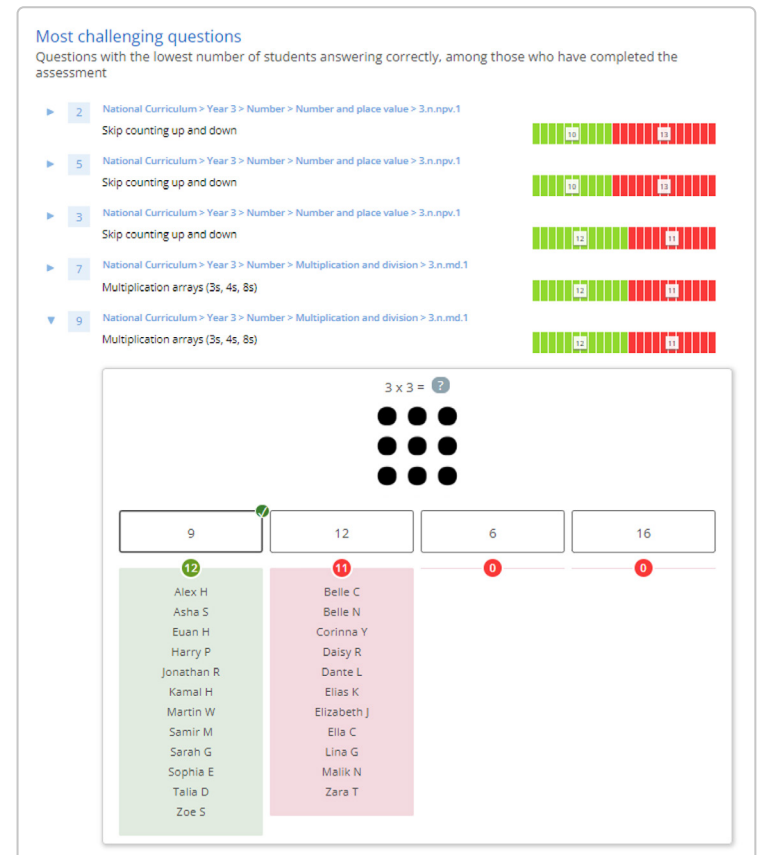 Most challenging questions
Questions with the lowest number of students answering correctly, among those who have completed the
assessment
2
National Curriculum > Year 3 > Number > Number and place value > 3.n.npv.1
Skip counting up and down
10
13
5
National Curriculum > Year 3 > Number > Number and place value > 3.n.npv.1
Skip counting up and down
10
13
3
National Curriculum > Year 3 > Number > Number and place value > 3.n.npv.1
Skip counting up and down
12
11
7
National Curriculum > Year 3 > Number > Multiplication and division > 3.n.md.1
Multiplication arrays (3s, 4s, 8s)
12
11
9
National Curriculum > Year 3 > Number > Multiplication and division > 3.n.md.1
Multiplication arrays (3s, 4s, 8s)
12
11
3 x 3 = ?
9
12
6
16
12
11
0
0
Alex H
Asha S
Euan H
Harry P
Jonathan R
Kamal H
Martin W
Samir M
Sarah G
Sophia E
Talia D
Zoe S
Belle C
Belle N
Corinna Y
Daisy R
Dante L
Elias K
Elizabeth J
Ella C
Lina G
Malik N
Zara T